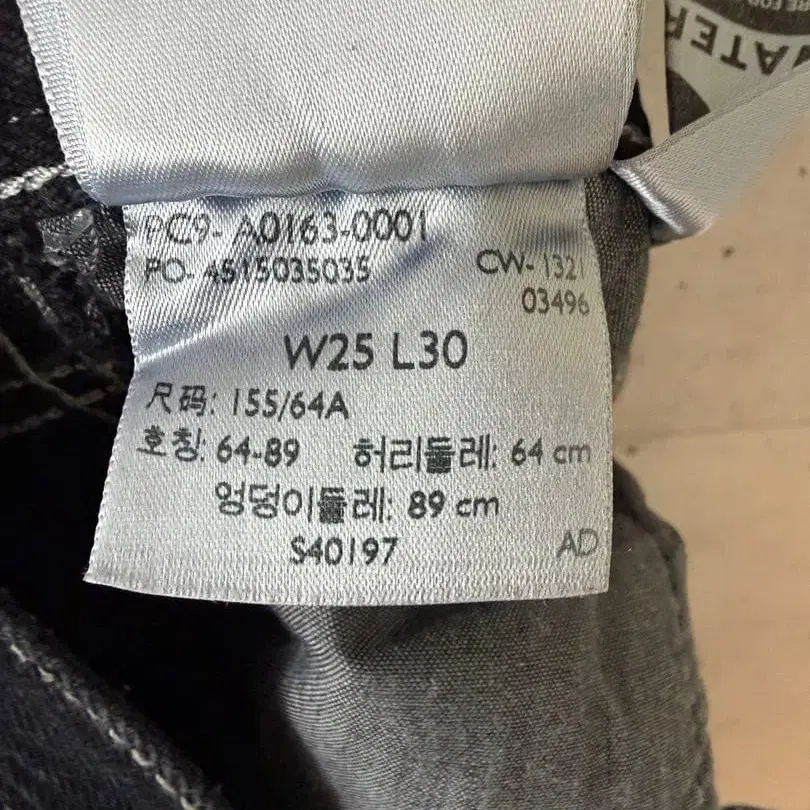 PC9- A0163-0001
PO- 4515035035 CW- 1321
03496
W25 L30
尺码: 155/64A
호칭: 64-89 허리둘레: 64 cm
엉덩이둘레: 89 cm
S40197 AD